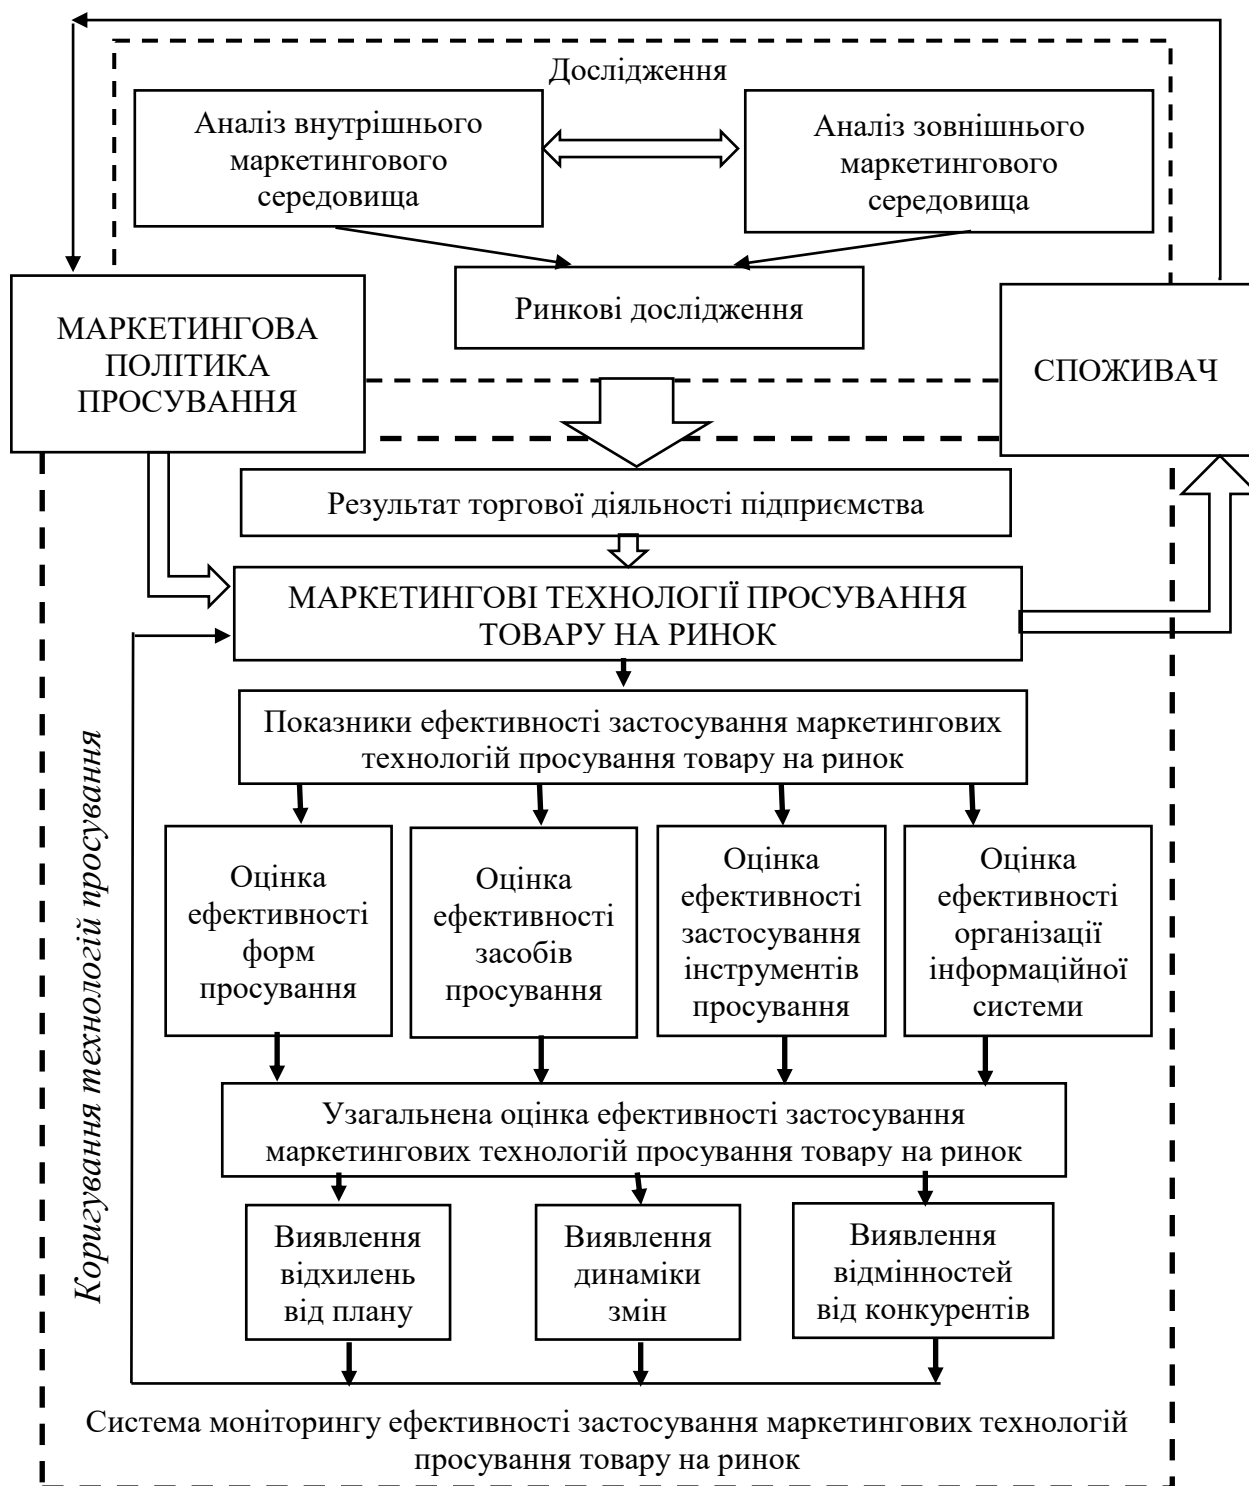 Дослідження
Аналіз внутрішнього
маркетингового
середовища
Аналіз зовнішнього
маркетингового
середовища
Ринкові дослідження
МАРКЕТИНГОВА
ПОЛІТИКА
ПРОСУВАННЯ
СПОЖИВАЧ
Результат торгової діяльності підприємства
МАРКЕТИНГОВІ ТЕХНОЛОГІЇ ПРОСУВАННЯ
ТОВАРУ НА РИНОК
Показники ефективності застосування маркетингових
технологій просування товару на ринок
Коригування технологій просування
Оцінка
ефективності
форм
просування
Оцінка
ефективності
засобів
просування
Оцінка
ефективності
застосування
інструментів
просування
Оцінка
ефективності
організації
інформаційної
системи
Узагальнена оцінка ефективності застосування
маркетингових технологій просування товару на ринок
Виявлення
відхилень
від плану
Виявлення
динаміки
змін
Виявлення
відмінностей
від конкурентів
Система моніторингу ефективності застосування маркетингових технологій
просування товару на ринок